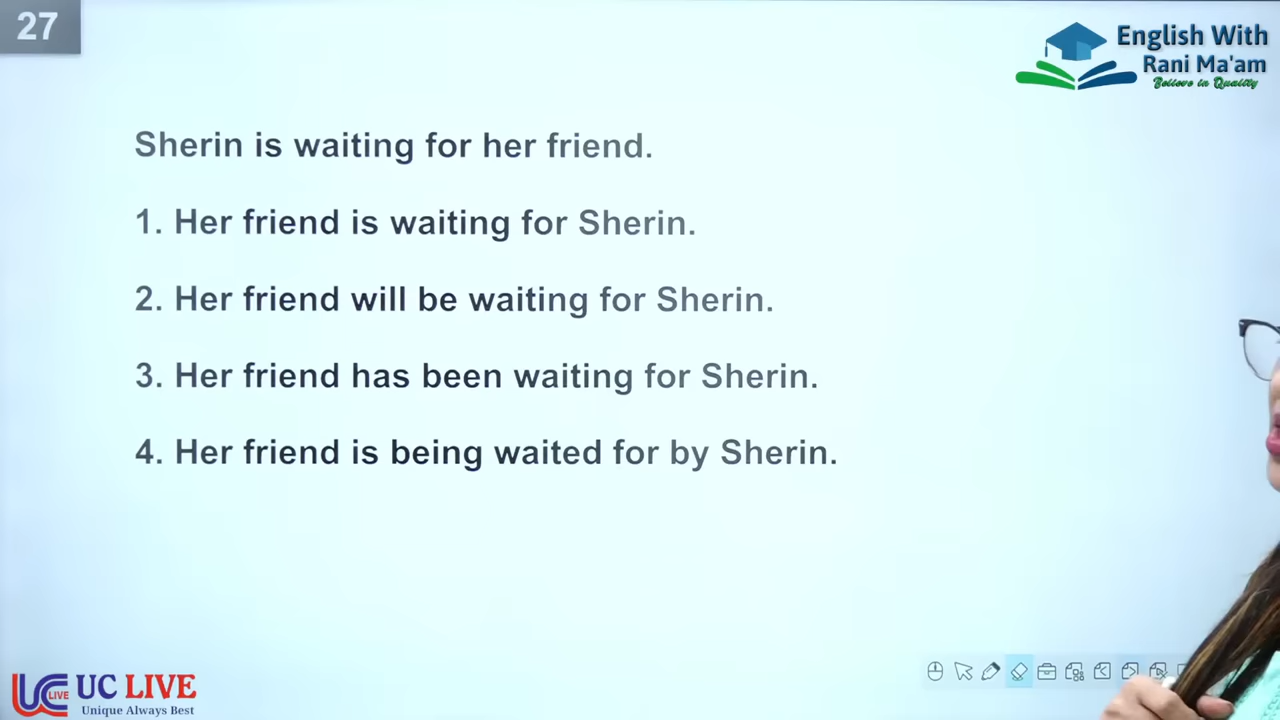 27
English With
Rani Ma'am
Believe in Quality
Sherin is waiting for her friend.
1. Her friend is waiting for Sherin.
2. Her friend will be waiting for Sherin.
3. Her friend has been waiting for Sherin.
4. Her friend is being waited for by Sherin.
UC LIVE
LIVE
Unique Always Best